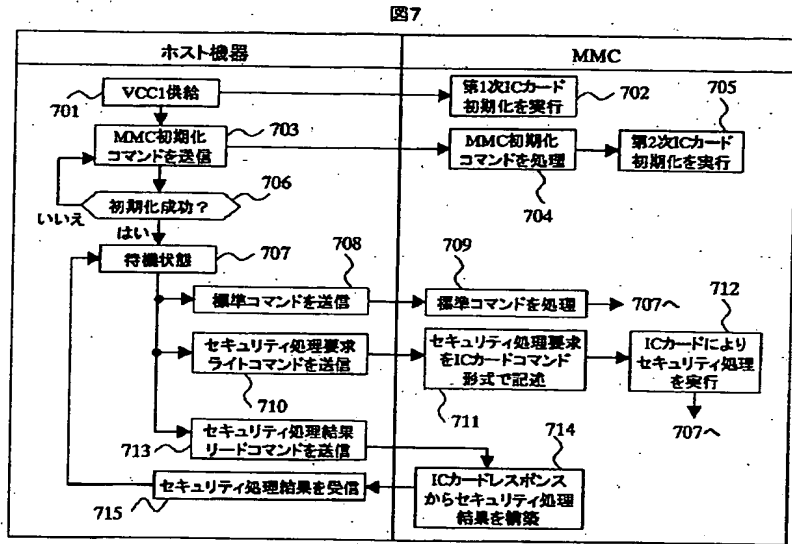 図7
ホスト機器
MMC
VCC1供給
701
第1次ICカード
初期化を実行
702
705
MMC初期化
コマンドを送信
703
MMC初期化
コマンドを処理
704
第2次ICカード
初期化を実行
706
初期化成功?
いいえ
はい
707
待機状態
708
標準コマンドを送信
709
標準コマンドを処理
707へ
712
セキュリティ処理要求
ライトコマンドを送信
710
セキュリティ処理要求
をICカードコマンド
形式で記述
711
ICカードにより
セキュリティ処理
を実行
707へ
713
セキュリティ処理結果
リードコマンドを送信
714
セキュリティ処理結果を受信
715
ICカードレスポンス
からセキュリティ処理
結果を構築